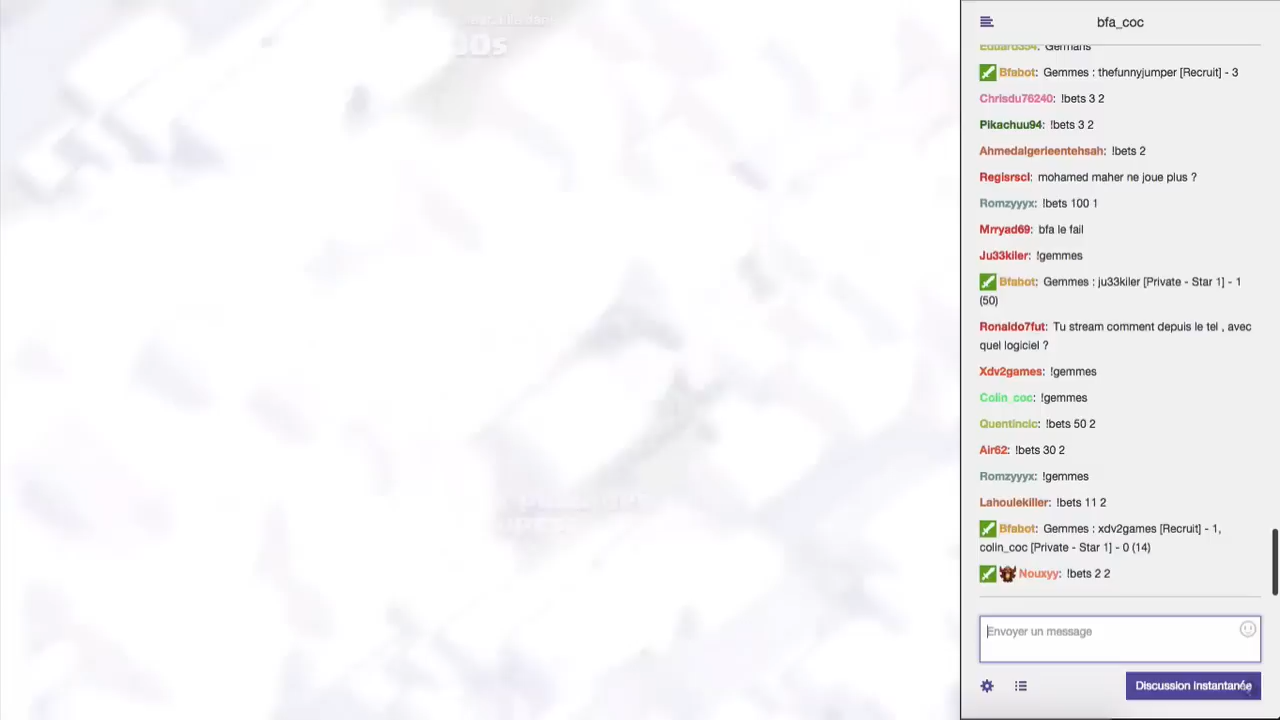 bfa_coc
Eduard354: Germans
Bfabot: Gemmes : thefunnyjumper [Recruit] - 3
Chrisdu76240: !bets 3 2
Pikachuu94: !bets 3 2
Ahmedalgerieentehsah: !bets 2
Regisrscl: mohamed maher ne joue plus ?
Romzyyyx: !bets 100 1
Mrryad69: bfa le fail
Ju33kiler: !gemmes
Bfabot: Gemmes : ju33kiler [Private - Star 1] - 1
(50)
Ronaldo7fut: Tu stream comment depuis le tel , avec
quel logiciel ?
Xdv2games: !gemmes
Colin_coc: !gemmes
Quentincic: !bets 50 2
Air62: !bets 30 2
Romzyyyx: !gemmes
Lahoulekiller: !bets 11 2
Bfabot: Gemmes : xdv2games [Recruit] - 1,
colin_coc [Private - Star 1] - 0 (14)
Nouxyy: !bets 2 2
Envoyer un message
Discussion instantanée